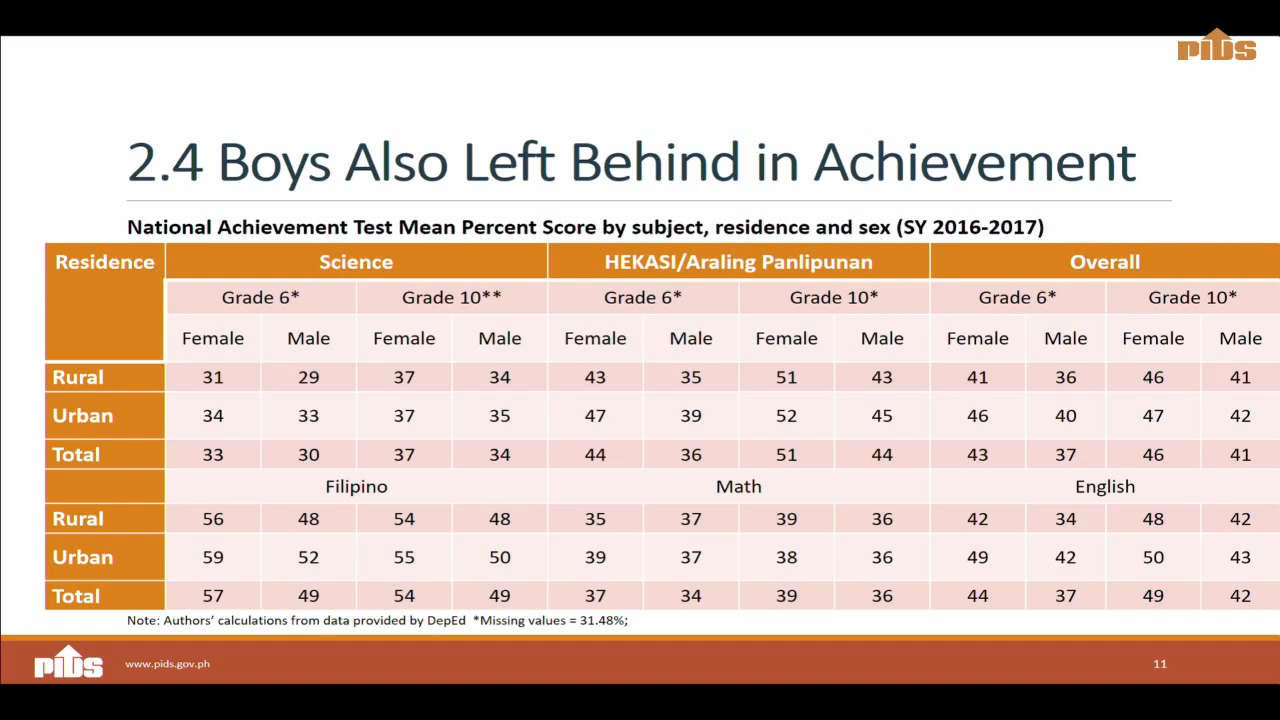 PIDS
2.4 Boys Also Left Behind in Achievement
National Achievement Test Mean Percent Score by subject, residence and sex (SY 2016-2017)
Residence Science HEKASI/Araling Panlipunan Overall
Grade 6* Grade 10** Grade 6* Grade 10* Grade 6* Grade 10*
Female Male Female Male Female Male Female Male Female Male Female Male
Rural 31 29 37 34 43 35 51 43 41 36 46 41
Urban 34 33 37 35 47 39 52 45 46 40 47 42
Total 33 30 37 34 44 36 51 44 43 37 46 41
Filipino Math English
Rural 56 48 54 48 35 37 39 36 42 34 48 42
Urban 59 52 55 50 39 37 38 36 49 42 50 43
Total 57 49 54 49 37 34 39 36 44 37 49 42
Note: Authors' calculations from data provided by DepEd *Missing values = 31.48%;
PIDS www.pids.gov.ph 11